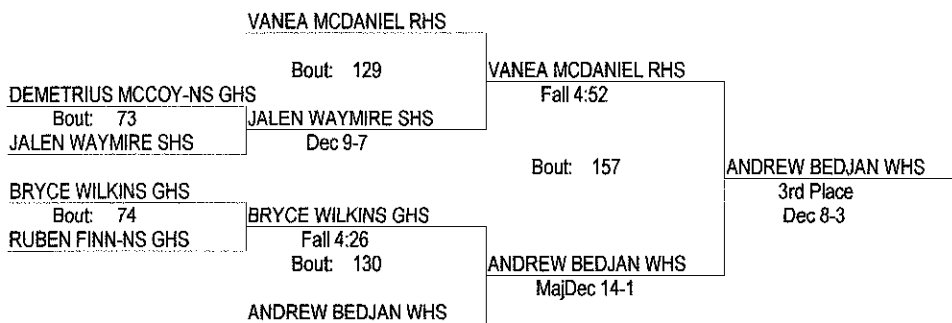 VANEA MCDANIEL RHS
Bout: 129
VANEA MCDANIEL RHS
DEMETRIUS MCCOY-NS GHS
Fall 4:52
Bout: 73
JALEN WAYMIRE SHS
JALEN WAYMIRE SHS
Dec 9-7
Bout: 157
ANDREW BEDJAN WHS
3rd Place
Dec 8-3
BRYCE WILKINS GHS
Bout: 74
BRYCE WILKINS GHS
RUBEN FINN-NS GHS
Fall 4:26
Bout: 130
ANDREW BEDJAN WHS
MajDec 14-1
ANDREW BEDJAN WHS